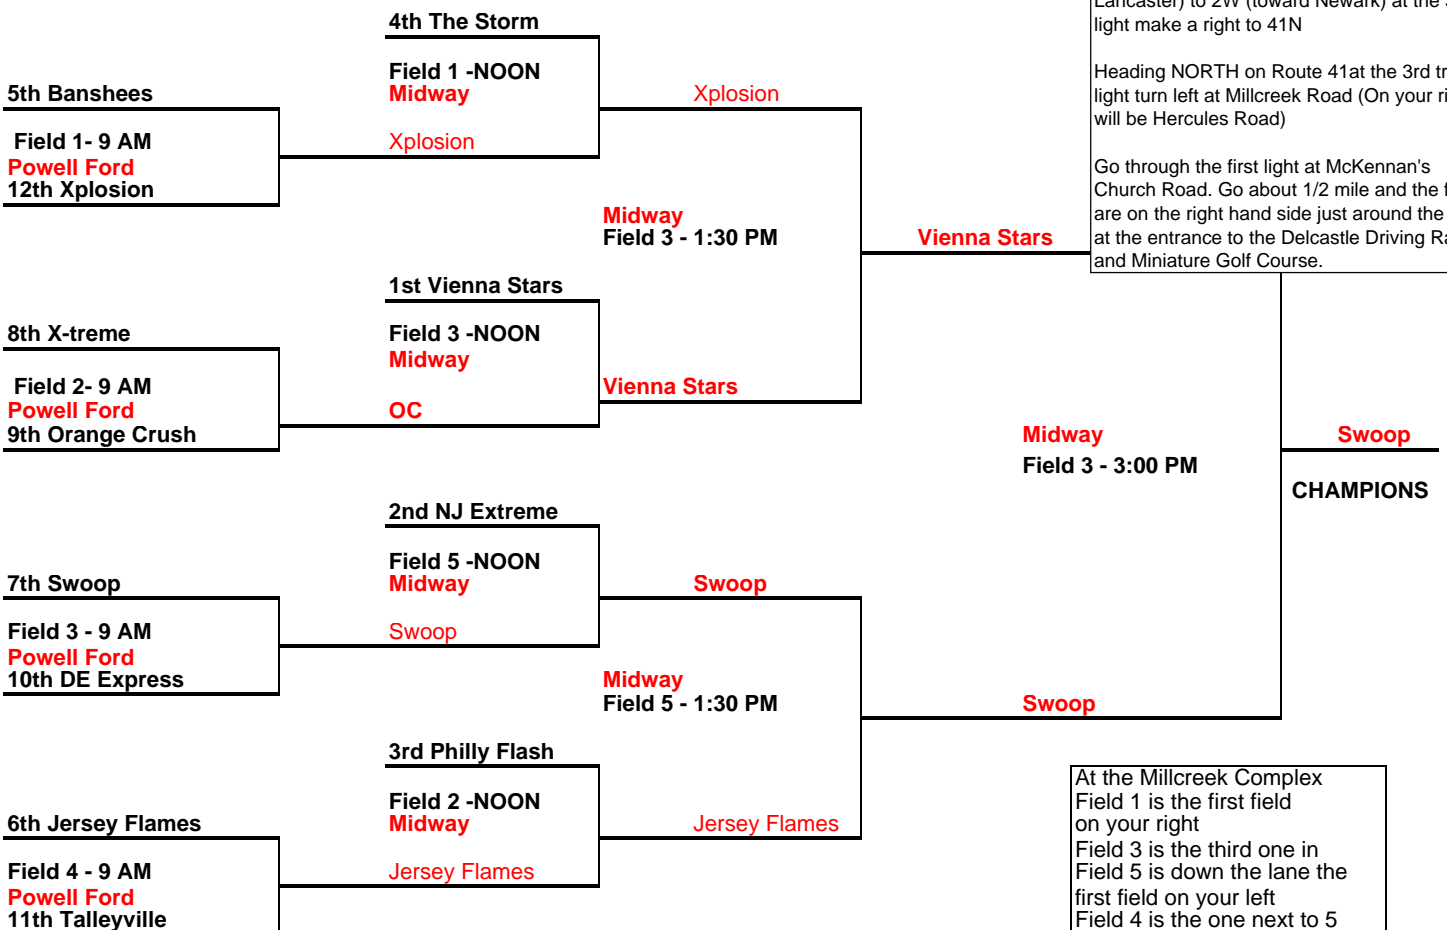 4th The Storm
Field 1 -NOON
Midway
Xplosion
5th Banshees
Field 1- 9 AM
Powell Ford
12th Xplosion
Xplosion
Midway
Field 3 - 1:30 PM
Vienna Stars
1st Vienna Stars
8th X-treme
Field 3 -NOON
Midway
Field 2- 9 AM
Powell Ford
9th Orange Crush
Vienna Stars
OC
Midway
Field 3 - 3:00 PM
Swoop
CHAMPIONS
2nd NJ Extreme
Field 5 -NOON
Midway
7th Swoop
Swoop
Field 3 - 9 AM
Powell Ford
10th DE Express
Swoop
Midway
Field 5 - 1:30 PM
Swoop
3rd Philly Flash
Field 2 -NOON
Midway
6th Jersey Flames
Jersey Flames
Field 4 - 9 AM
Powell Ford
11th Talleyville
Jersey Flames
Lancaster) to 2W (toward Newark) at the
light make a right to 41N
Heading NORTH on Route 41at the 3rd
light turn left at Millcreek Road (On your
will be Hercules Road)
Go through the first light at McKennan's
Church Road. Go about 1/2 mile and the
are on the right hand side just around the
at the entrance to the Delcastle Driving
and Miniature Golf Course.
At the Millcreek Complex
Field 1 is the first field
on your right
Field 3 is the third one in
Field 5 is down the lane the
first field on your left
Field 4 is the one next to 5